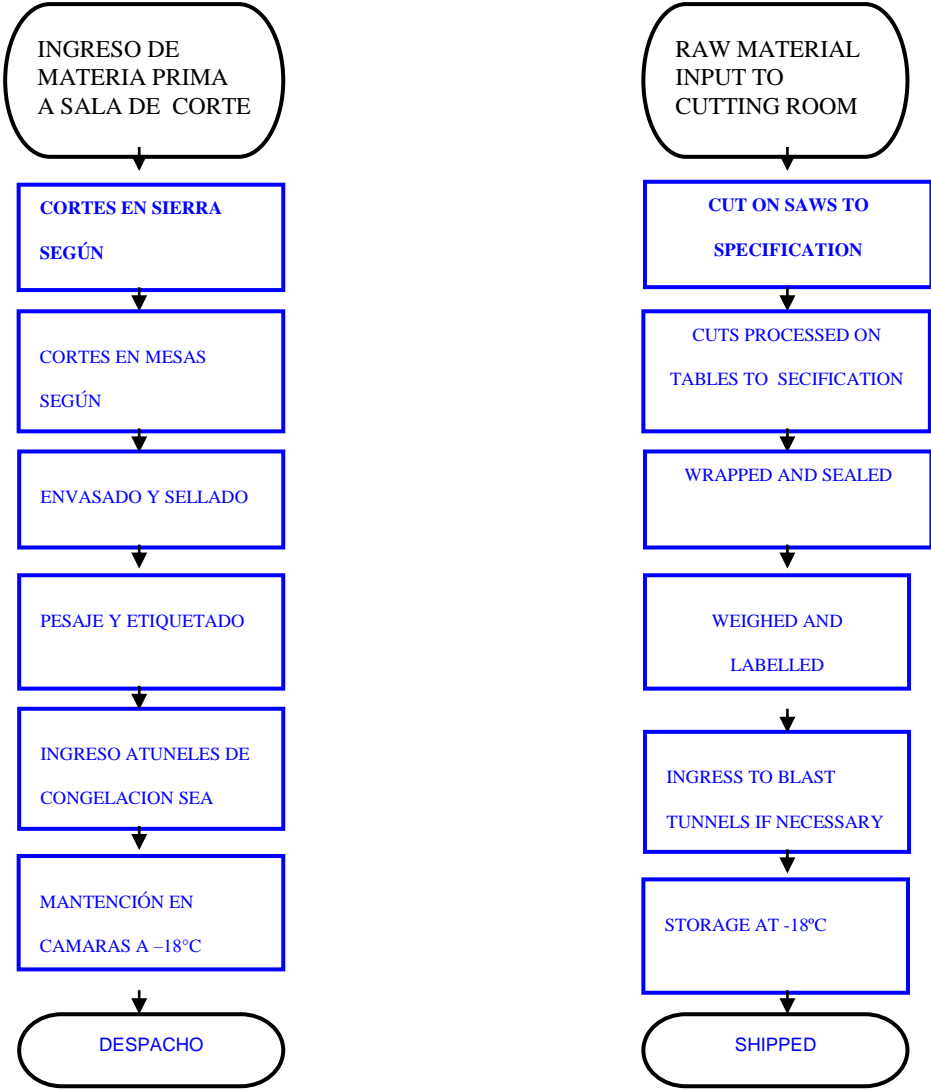 INGRESO DE
MATERIA PRIMA
A SALA DE CORTE
CORTES EN SIERRA
SEGÚN
CORTES EN MESAS
SEGÚN
ENVASADO Y SELLADO
PESAJE Y ETIQUETADO
INGRESO ATUNELES DE
CONGELACION SEA
MANTENCIÓN EN
CAMARAS A –18°C
DESPACHO
RAW MATERIAL
INPUT TO
CUTTING ROOM
CUT ON SAWS TO
SPECIFICATION
CUTS PROCESSED ON
TABLES TO SECIFICATION
WRAPPED AND SEALED
WEIGHED AND
LABELLED
INGRESS TO BLAST
TUNNELS IF NECESSARY
STORAGE AT -18ºC
SHIPPED